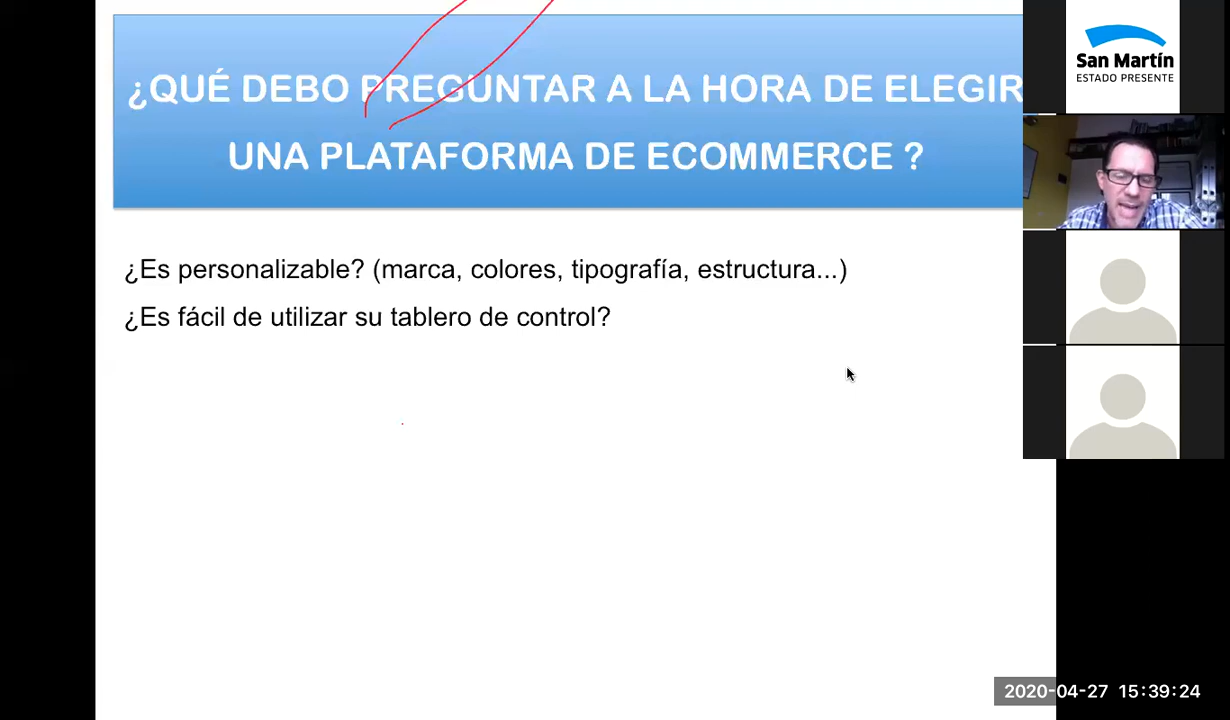 ¿QUÉ DEBO PREGUNTAR A LA HORA DE ELEGIR
UNA PLATAFORMA DE ECOMMERCE ?
San Martín
ESTADO PRESENTE
¿Es personalizable? (marca, colores, tipografía, estructura...)
¿Es fácil de utilizar su tablero de control?
2020-04-27 15:39:24